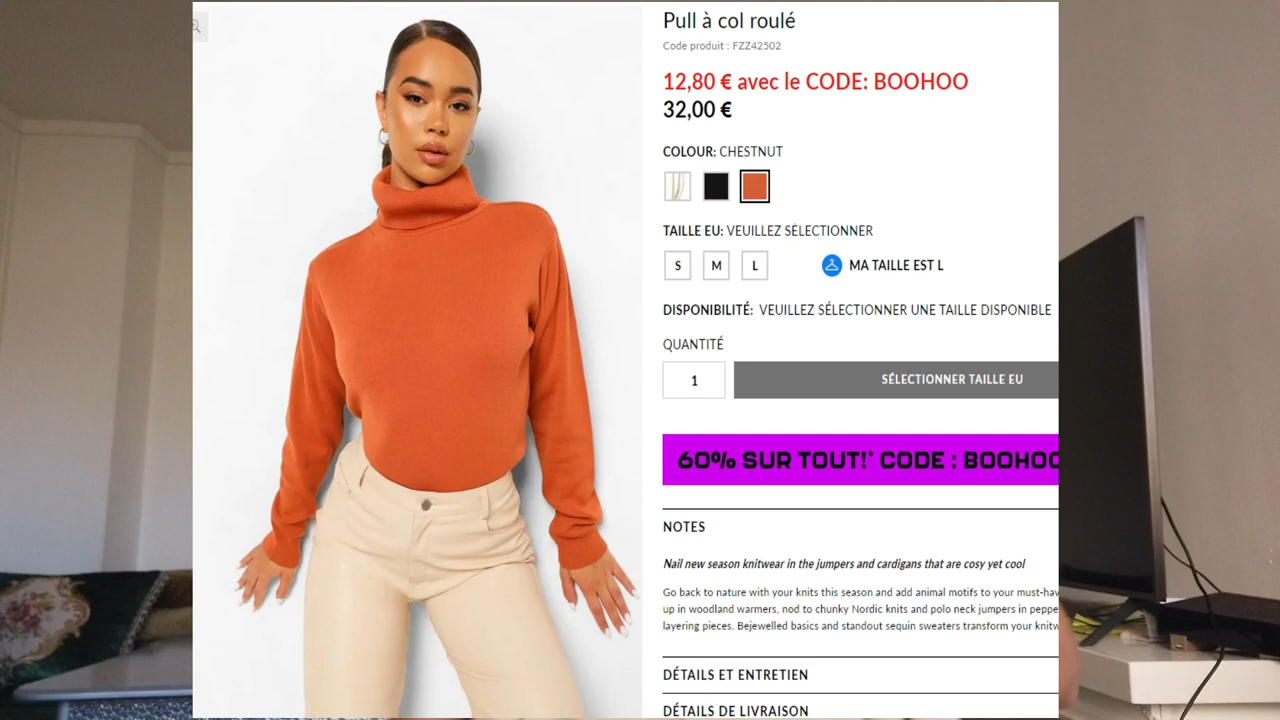 Pull à col roulé
Code produit : FZZ42502
12,80 € avec le CODE: BOOHOO
32,00 €
COLOUR: CHESTNUT
TAILLE EU: VEUILLEZ SÉLECTIONNER
S M L MA TAILLE EST L
DISPONIBILITÉ: VEUILLEZ SÉLECTIONNER UNE TAILLE DISPONIBLE
QUANTITÉ
1 SÉLECTIONNER TAILLE EU
60% SUR TOUT!* CODE : BOOHOO
NOTES
Nail new season knitwear in the jumpers and cardigans that are cosy yet cool
Go back to nature with your knits this season and add animal motifs to your must-hav
up in woodland warmers, nod to chunky Nordic knits and polo neck jumpers in peppe
layering pieces. Bejewelled basics and standout sequin sweaters transform your knitw
DÉTAILS ET ENTRETIEN
DÉTAILS DE LIVRAISON